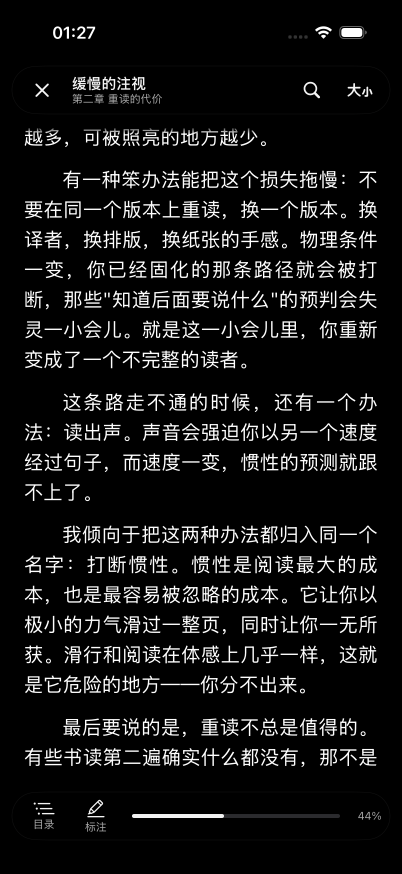 01:27
缓慢的注视
第二章 重读的代价
大小
越多，可被照亮的地方越少。
有一种笨办法能把这个损失拖慢：不
要在同一个版本上重读，换一个版本。换
译者，换排版，换纸张的手感。物理条件
一变，你已经固化的那条路径就会被打
断，那些"知道后面要说什么"的预判会失
灵一小会儿。就是这一小会儿里，你重新
变成了一个不完整的读者。
这条路走不通的时候，还有一个办
法：读出声。声音会强迫你以另一个速度
经过句子，而速度一变，惯性的预测就跟
不上了。
我倾向于把这两种办法都归入同一个
名字：打断惯性。惯性是阅读最大的成
本，也是最容易被忽略的成本。它让你以
极小的力气滑过一整页，同时让你一无所
获。滑行和阅读在体感上几乎一样，这就
是它危险的地方——你分不出来。
最后要说的是，重读不总是值得的。
有些书读第二遍确实什么都没有，那不是
目录
标注
44%